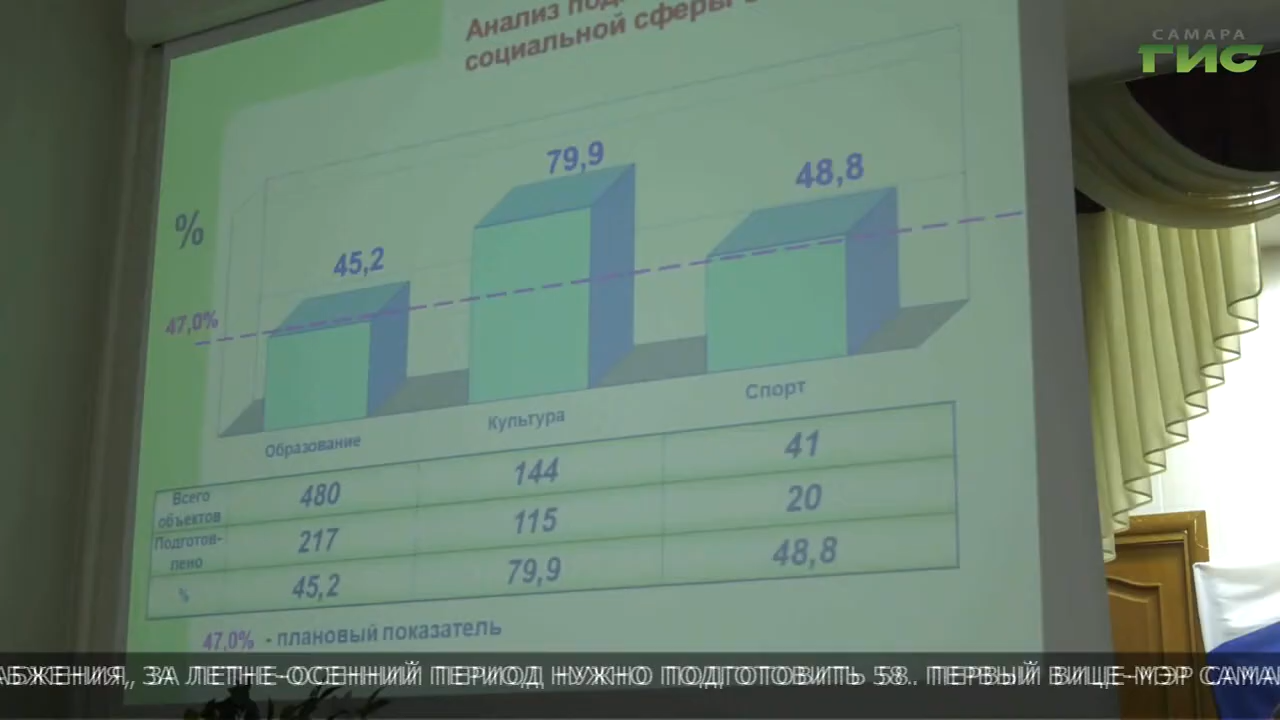 Анализ
социальной сферы
САМАРА
ГИС
%
79,9
48,8
45,2
47,0%
Образование
Культура
Спорт
Всего объектов 480 144 41
Подготов-
лено 217 115 20
% 45,2 79,9 48,8
47,0% - плановый показатель
АБЖЕНИЯ,, ЗА ЛЕТНЕ-ОСЕННИЙ ПЕРИОД НУЖНО ПОДГОТОВИТЬ 58.. ПЕРВЫЙ ВИЦЕ-МЭР САМА